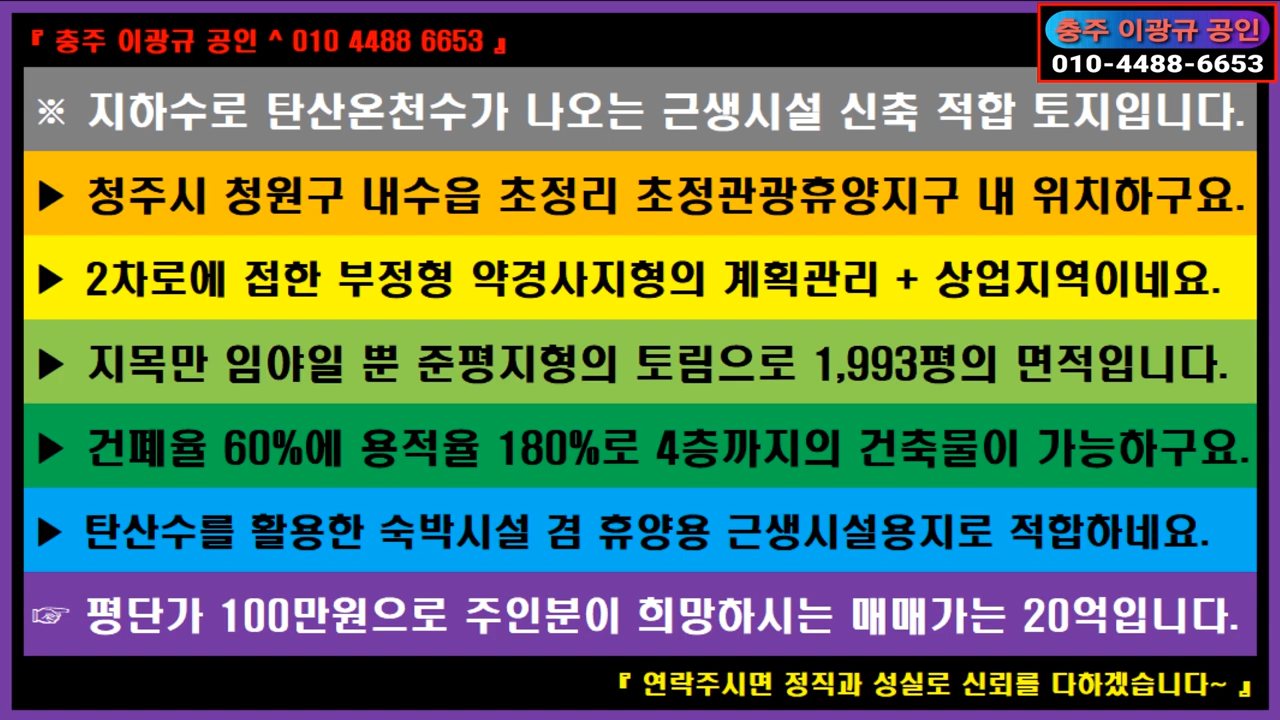 『 충주 이광규 공인 ^ 010 4488 6653 』
충주 이광규 공인
010-4488-6653
※ 지하수로 탄산온천수가 나오는 근생시설 신축 적합 토지입니다.
▶ 청주시 청원구 내수읍 초정리 초정관광휴양지구 내 위치하구요.
▶ 2차로에 접한 부정형 약경사지형의 계획관리 + 상업지역이네요.
▶ 지목만 임야일 뿐 준평지형의 토림으로 1,993평의 면적입니다.
▶ 건폐율 60%에 용적율 180%로 4층까지의 건축물이 가능하구요.
▶ 탄산수를 활용한 숙박시설 겸 휴양용 근생시설용지로 적합하네요.
☞ 평단가 100만원으로 주인분이 희망하시는 매매가는 20억입니다.
『 연락주시면 정직과 성실로 신뢰를 다하겠습니다~ 』